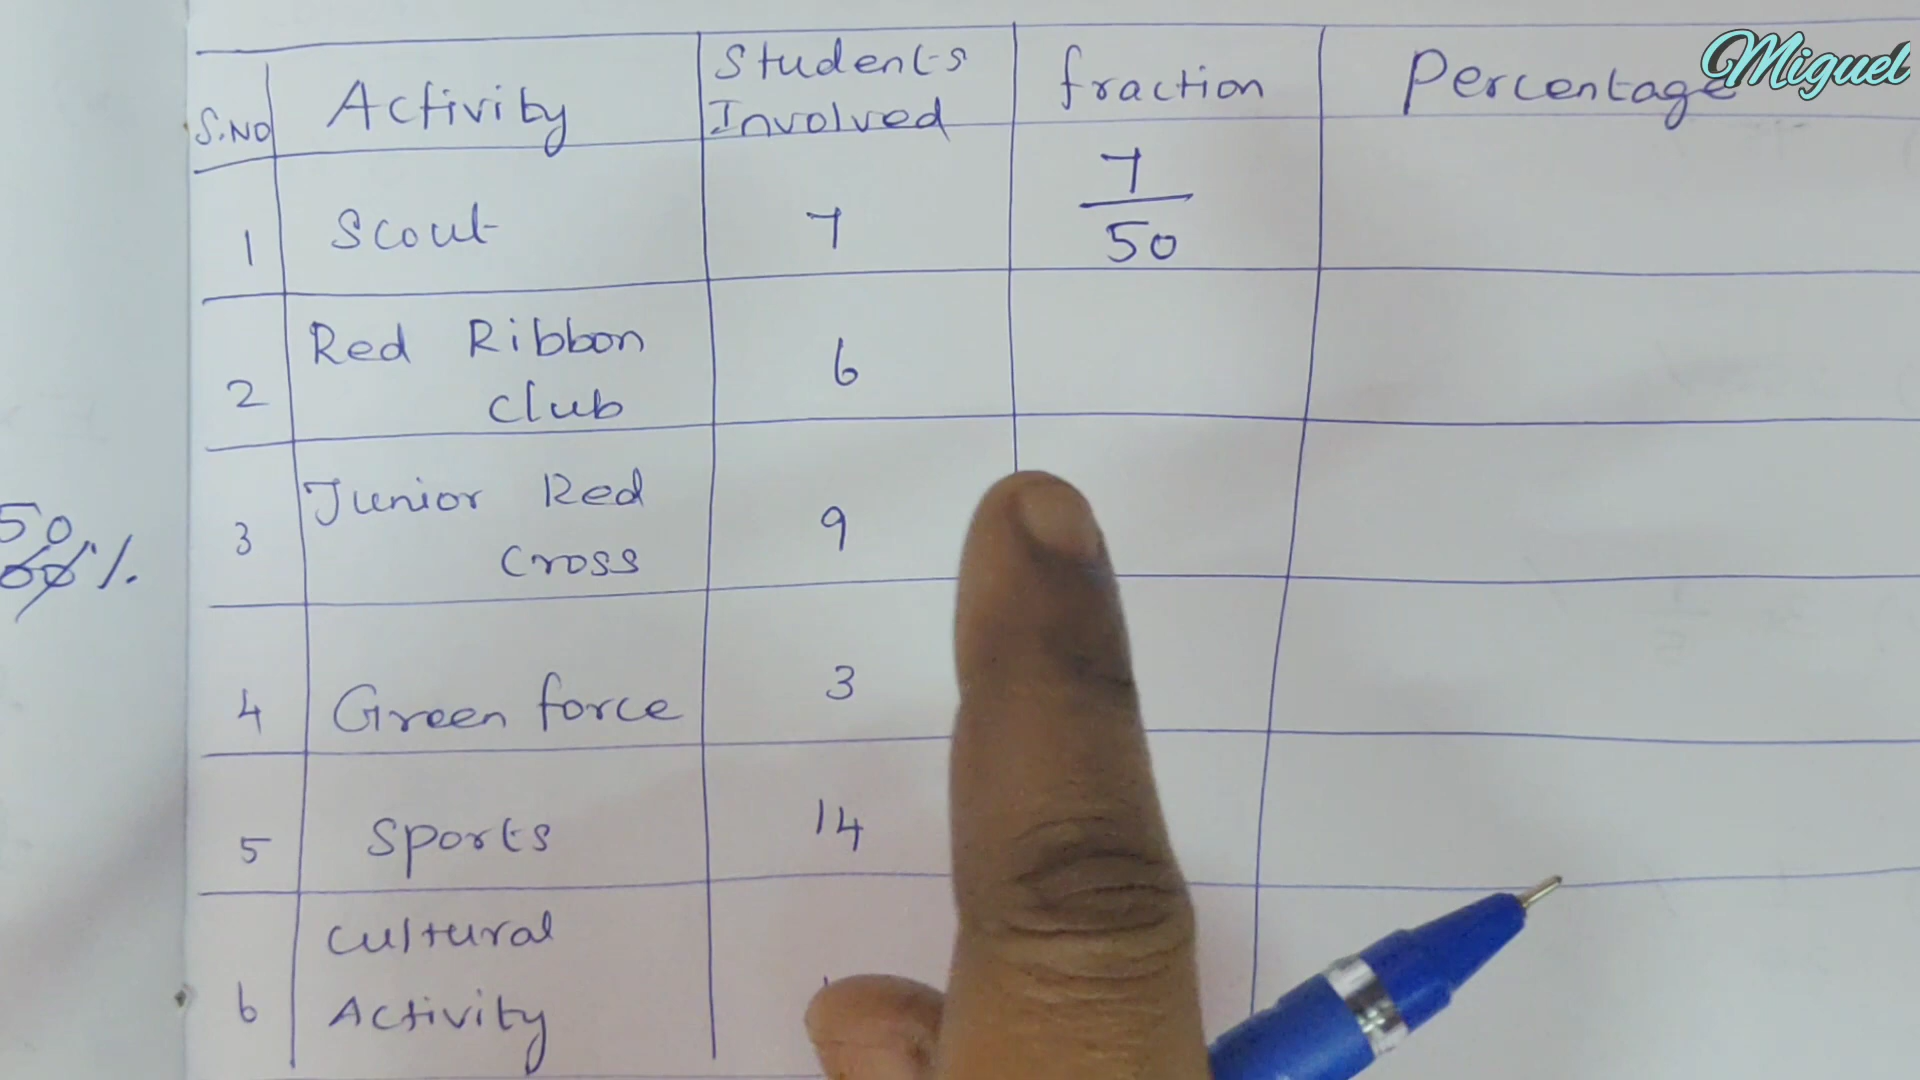 S.NO Activity Students Involved fraction Percentage
1 Scout 7 7/50
2 Red Ribbon Club 6
3 Junior Red Cross 9
4 Green force 3
5 Sports 14
6 Cultural Activity
50
%.
Miguel